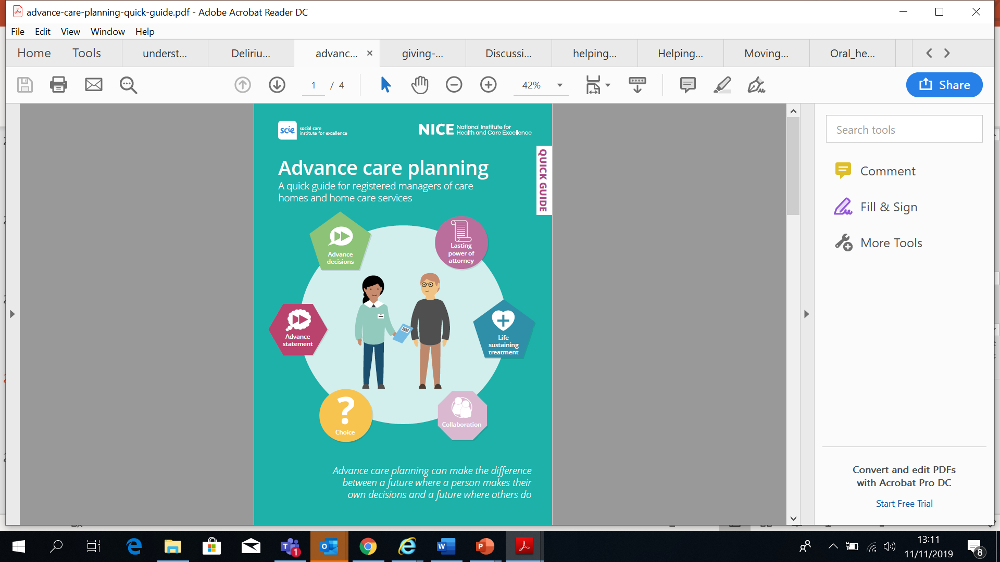 advance-care-planning-quick-guide.pdf - Adobe Acrobat Reader DC
File Edit View Window Help
Home Tools underst... Deliriu... advanc... giving-... Discussi... helping... Helping... Moving... Oral_he...
1 / 4 42% Share
scie social care
institute for excellence
NICE National Institute for
Health and Care Excellence
QUICK GUIDE
Advance care planning
A quick guide for registered managers of care
homes and home care services
Advance
decisions
Lasting
power of
attorney
Advance
statement
Life
sustaining
treatment
Choice
Collaboration
Advance care planning can make the difference
between a future where a person makes their
own decisions and a future where others do
Search tools
Comment
Fill & Sign
More Tools
Convert and edit PDFs
with Acrobat Pro DC
Start Free Trial
13:11
11/11/2019
8
1